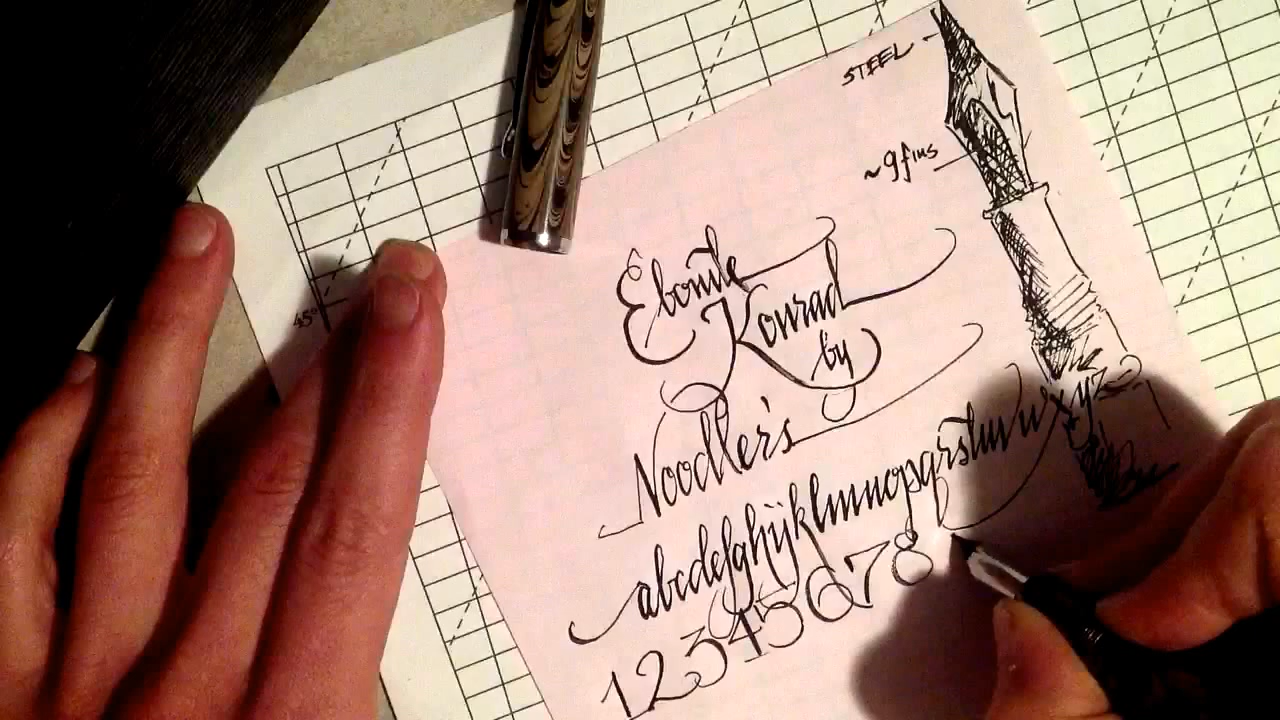 STEEL -
~9 fins
Ebonite
Konrad
by
Noodler's
abcdefghijklmnopqrstuvwxyz
12345678
45°